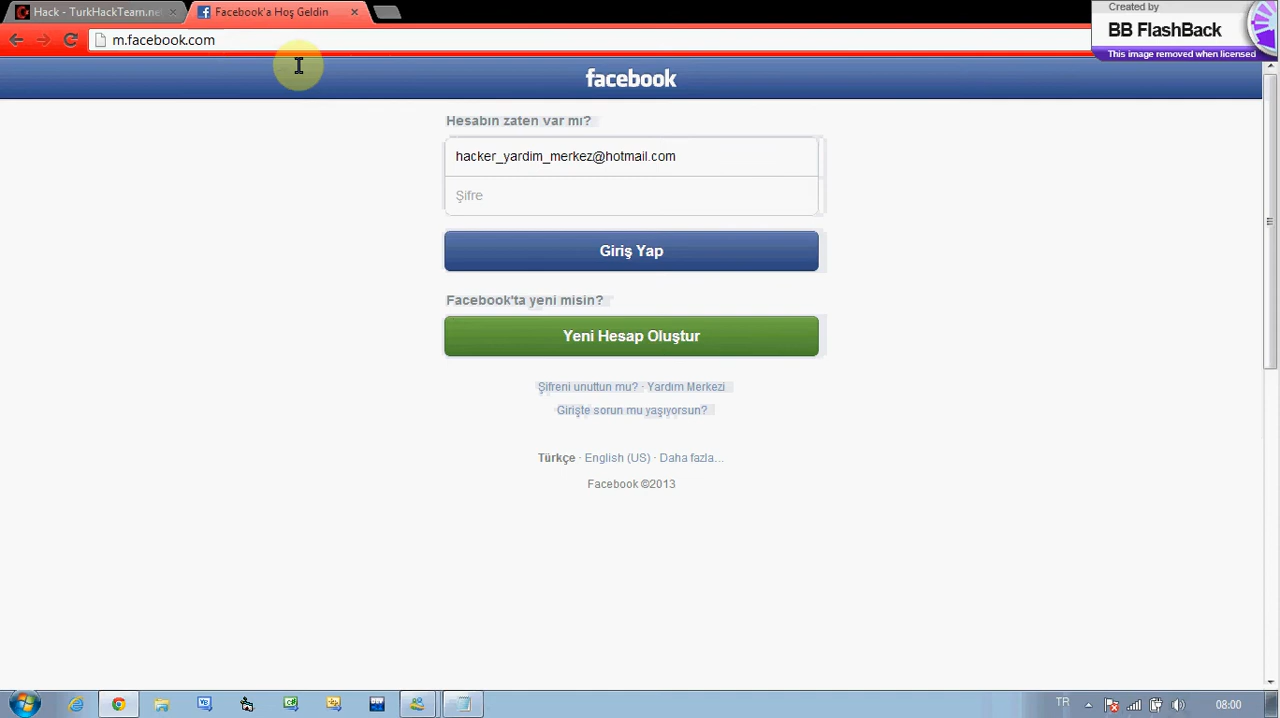 Hack - TurkHackTeam.net
Facebook'a Hoş Geldin
Created by
BB FlashBack
This image removed when licensed
m.facebook.com
facebook
Hesabın zaten var mı?
hacker_yardim_merkez@hotmail.com
Şifre
Giriş Yap
Facebook'ta yeni misin?
Yeni Hesap Oluştur
Şifreni unuttun mu? · Yardım Merkezi
Girişte sorun mu yaşıyorsun?
Türkçe · English (US) · Daha fazla...
Facebook ©2013
TR
08:00